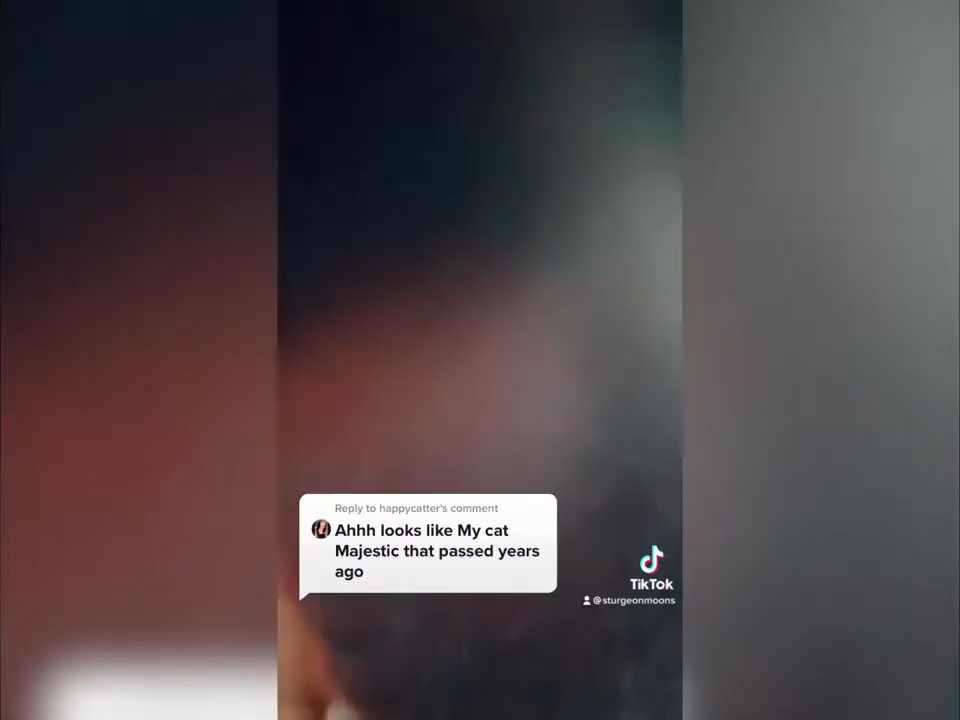 Reply to happycatter's comment
Ahhh looks like My cat
Majestic that passed years
ago
TikTok
@sturgeonmoons